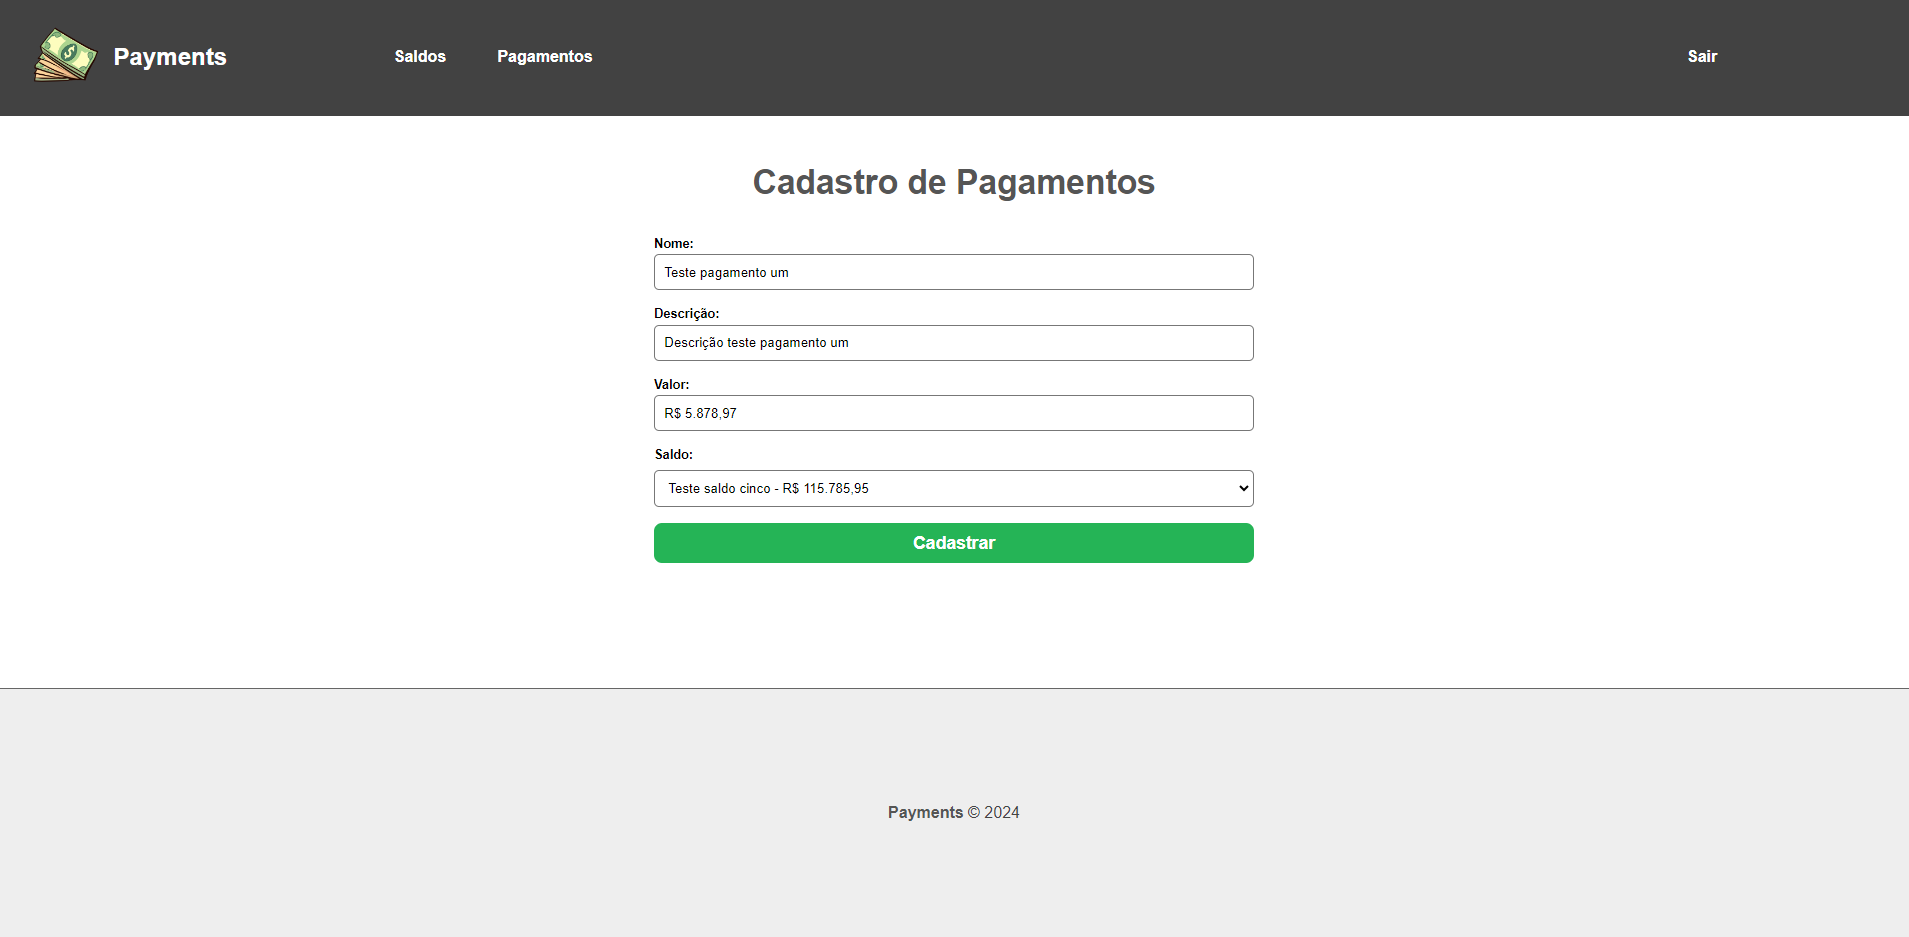 Payments
Saldos
Pagamentos
Sair
Cadastro de Pagamentos
Nome:
Teste pagamento um
Descrição:
Descrição teste pagamento um
Valor:
R$ 5.878,97
Saldo:
Teste saldo cinco - R$ 115.785,95
Cadastrar
Payments © 2024